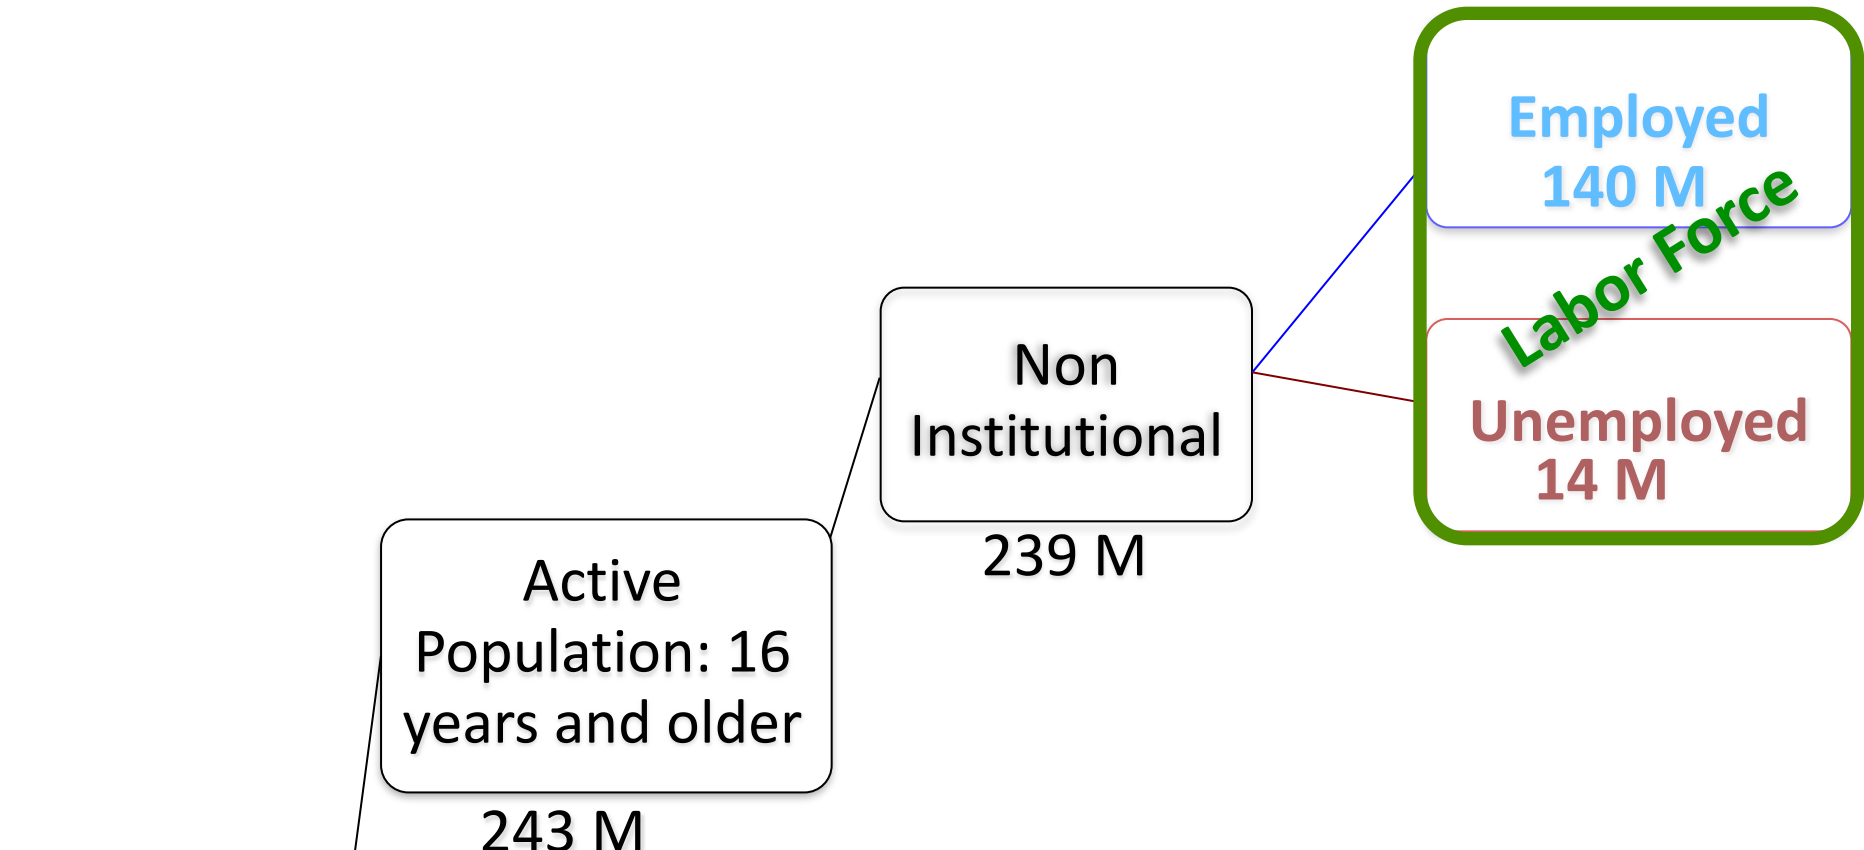 Employed
140 M
Labor Force
Unemployed
14 M
Non
Institutional
239 M
Active
Population: 16
years and older
243 M